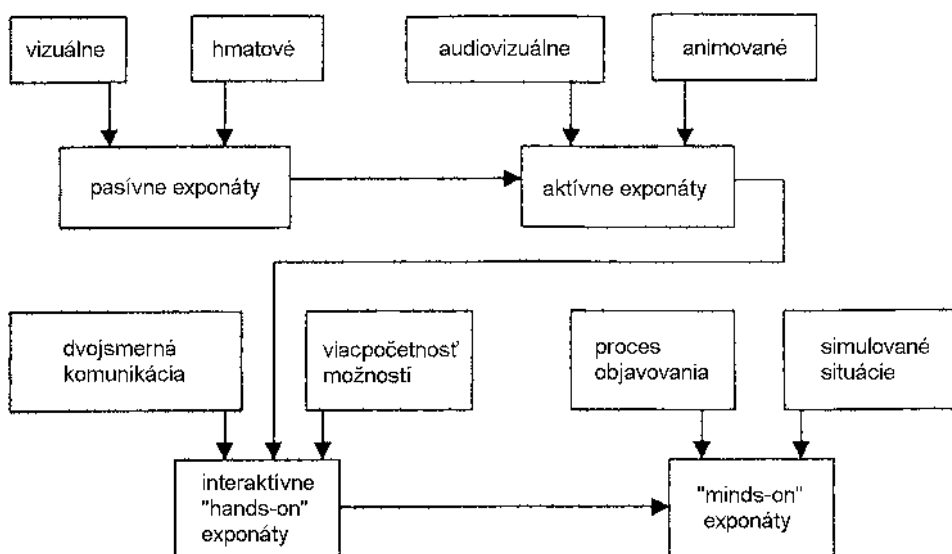 vizuálne
hmatové
audiovizuálne
animované
pasívne exponáty
aktívne exponáty
dvojsmerná
komunikácia
viacpočetnosť
možností
proces
objavovania
simulované
situácie
interaktívne
"hands-on"
exponáty
"minds-on"
exponáty